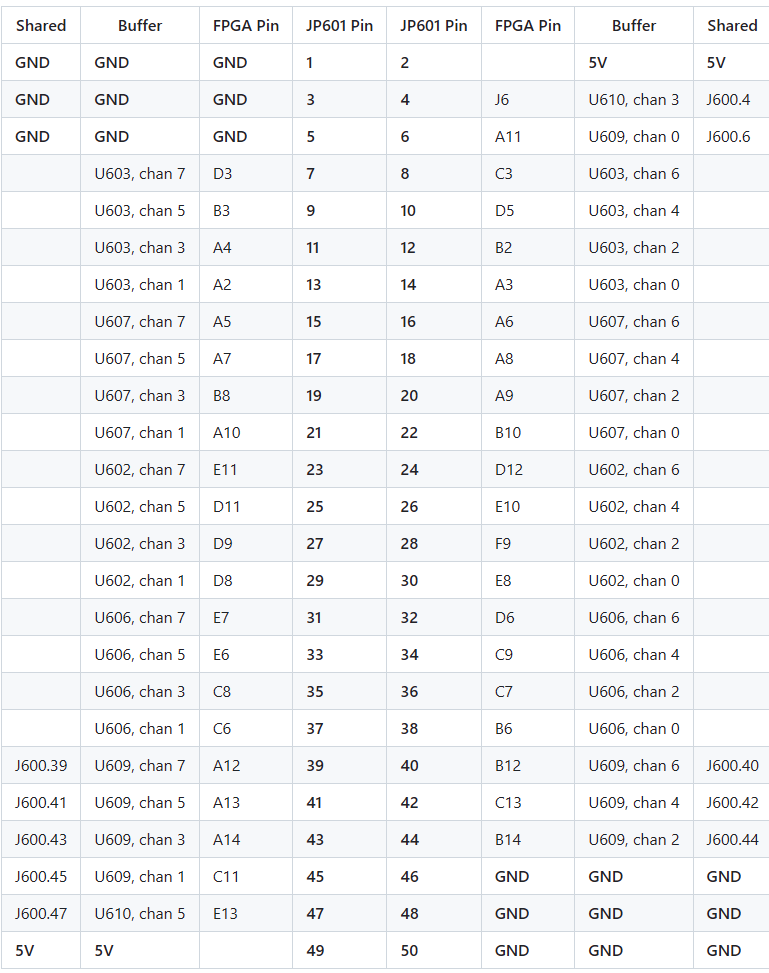 Shared Buffer FPGA Pin JP601 Pin JP601 Pin FPGA Pin Buffer Shared
GND GND GND 1 2 5V 5V
GND GND GND 3 4 J6 U610, chan 3 J600.4
GND GND GND 5 6 A11 U609, chan 0 J600.6
U603, chan 7 D3 7 8 C3 U603, chan 6
U603, chan 5 B3 9 10 D5 U603, chan 4
U603, chan 3 A4 11 12 B2 U603, chan 2
U603, chan 1 A2 13 14 A3 U603, chan 0
U607, chan 7 A5 15 16 A6 U607, chan 6
U607, chan 5 A7 17 18 A8 U607, chan 4
U607, chan 3 B8 19 20 A9 U607, chan 2
U607, chan 1 A10 21 22 B10 U607, chan 0
U602, chan 7 E11 23 24 D12 U602, chan 6
U602, chan 5 D11 25 26 E10 U602, chan 4
U602, chan 3 D9 27 28 F9 U602, chan 2
U602, chan 1 D8 29 30 E8 U602, chan 0
U606, chan 7 E7 31 32 D6 U606, chan 6
U606, chan 5 E6 33 34 C9 U606, chan 4
U606, chan 3 C8 35 36 C7 U606, chan 2
U606, chan 1 C6 37 38 B6 U606, chan 0
J600.39 U609, chan 7 A12 39 40 B12 U609, chan 6 J600.40
J600.41 U609, chan 5 A13 41 42 C13 U609, chan 4 J600.42
J600.43 U609, chan 3 A14 43 44 B14 U609, chan 2 J600.44
J600.45 U609, chan 1 C11 45 46 GND GND GND
J600.47 U610, chan 5 E13 47 48 GND GND GND
5V 5V 49 50 GND GND GND